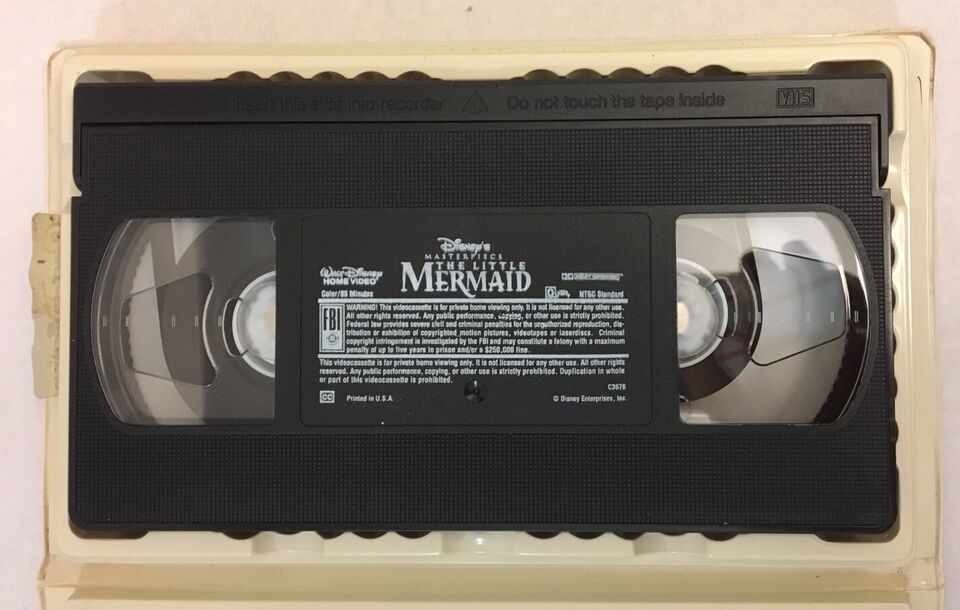 Insert this side into recorder Do not touch the tape inside VHS
Disney's
MASTERPIECE
THE LITTLE
MERMAID
Walt Disney
HOME VIDEO
Color/83 Minutes
NTSC Standard
FBI
WARNING! This videocassette is for private home viewing only. It is not licensed for any other use.
All other rights reserved. Any public performance, copying, or other use is strictly prohibited.
Federal law provides severe civil and criminal penalties for the unauthorized reproduction, dis-
tribution or exhibition of copyrighted motion pictures, videotapes or laserdiscs. Criminal
copyright infringement is investigated by the FBI and may constitute a felony with a maximum
penalty of up to five years in prison and/or a $250,000 fine.
This videocassette is for private home viewing only. It is not licensed for any other use. All other rights
reserved. Any public performance, copying, or other use is strictly prohibited. Duplication in whole
or part of this videocassette is prohibited.
C3676
CC Printed in U.S.A. © Disney Enterprises, Inc.